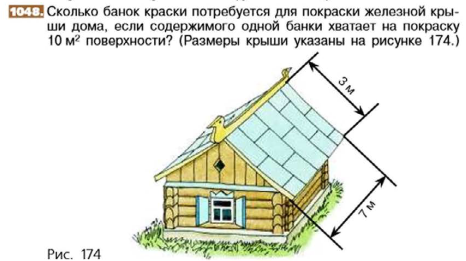 1048. Сколько банок краски потребуется для покраски железной кры-
ши дома, если содержимого одной банки хватает на покраску
10 м² поверхности? (Размеры крыши указаны на рисунке 174.)
3 м
7 м
Рис. 174